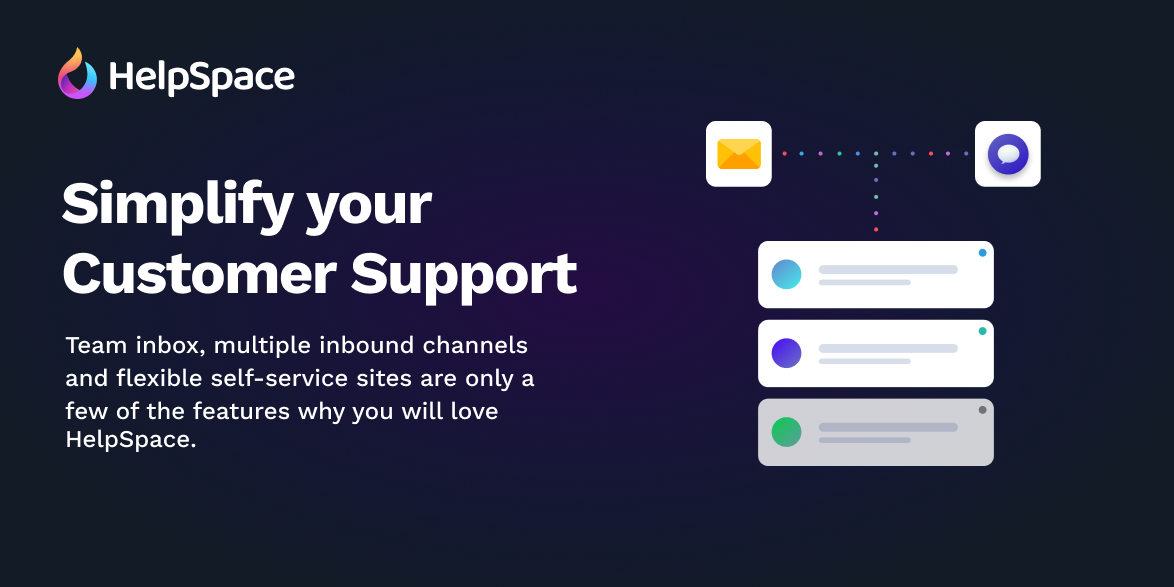 HelpSpace
Simplify your
Customer Support
Team inbox, multiple inbound channels
and flexible self-service sites are only a
few of the features why you will love
HelpSpace.